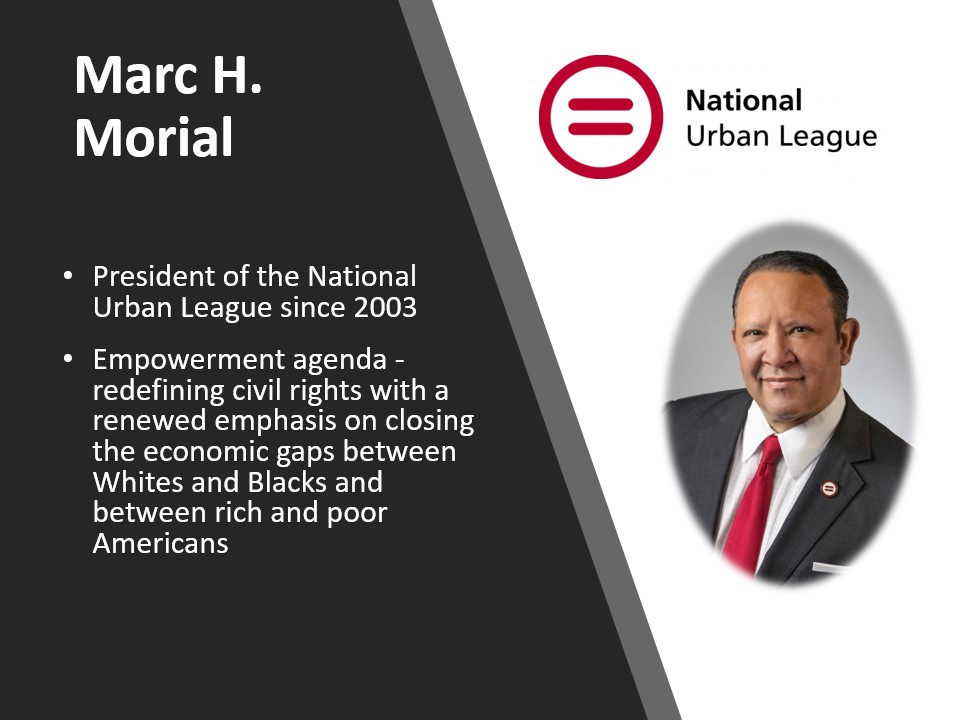 Marc H.
Morial
National
Urban League
• President of the National
Urban League since 2003
• Empowerment agenda -
redefining civil rights with a
renewed emphasis on closing
the economic gaps between
Whites and Blacks and
between rich and poor
Americans